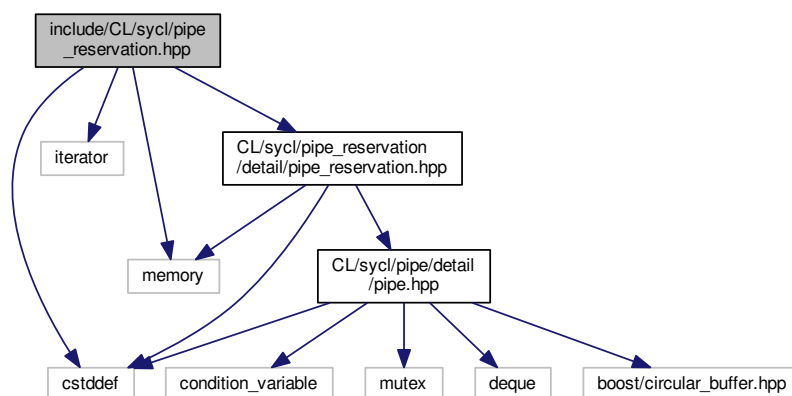 include/CL/sycl/pipe
_reservation.hpp
iterator
CL/sycl/pipe_reservation
/detail/pipe_reservation.hpp
memory
CL/sycl/pipe/detail
/pipe.hpp
cstddef
condition_variable
mutex
deque
boost/circular_buffer.hpp